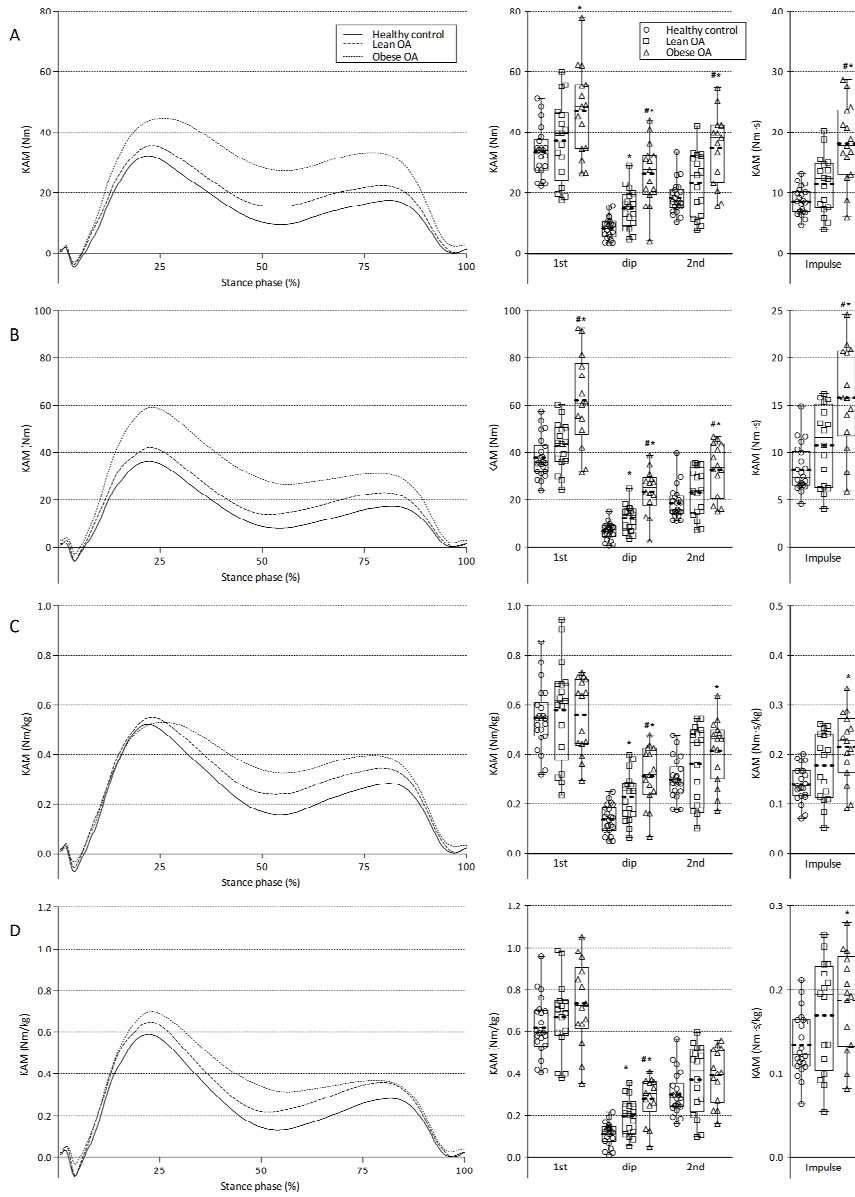 A
80
60
40
20
0
KAM (Nm)
25
50
75
100
Stance phase (%)
Healthy control
Lean OA
Obese OA
80
60
40
20
0
KAM (Nm)
*
*
#*
#*
1st
dip
2nd
Healthy control
Lean OA
Obese OA
40
30
20
10
0
KAM (Nm·s)
#*
Impulse
B
100
80
60
40
20
0
KAM (Nm)
25
50
75
100
Stance phase (%)
100
80
60
40
20
0
KAM (Nm)
#*
*
#*
#*
1st
dip
2nd
25
20
15
10
5
0
KAM (Nm·s)
#*
Impulse
C
1.0
0.8
0.6
0.4
0.2
0.0
KAM (Nm/kg)
25
50
75
100
Stance phase (%)
1.0
0.8
0.6
0.4
0.2
0.0
KAM (Nm/kg)
*
#*
*
1st
dip
2nd
0.5
0.4
0.3
0.2
0.1
0.0
KAM (Nm·s/kg)
*
Impulse
D
1.2
1.0
0.8
0.6
0.4
0.2
0.0
KAM (Nm/kg)
25
50
75
100
Stance phase (%)
1.2
1.0
0.8
0.6
0.4
0.2
0.0
KAM (Nm/kg)
*
#*
1st
dip
2nd
0.3
0.2
0.1
0.0
KAM (Nm·s/kg)
*
Impulse